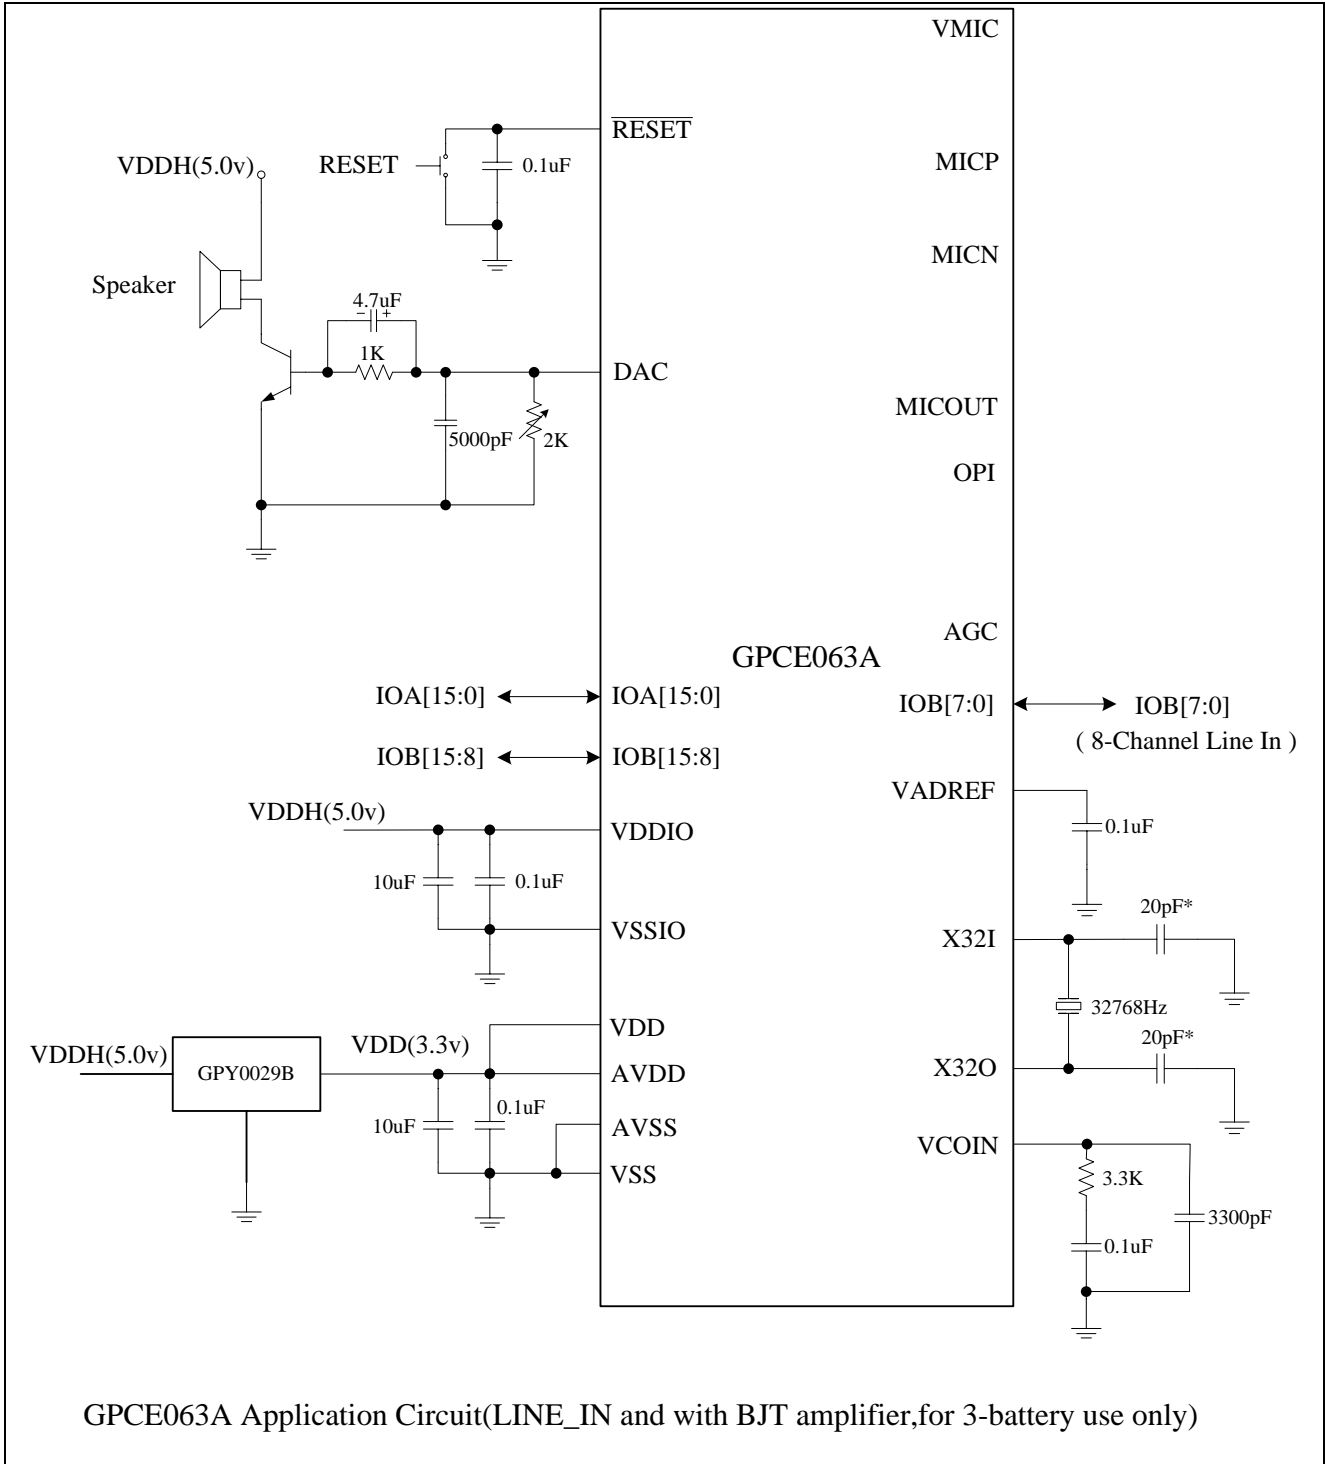 VMIC
RESET
RESET
0.1uF
VDDH(5.0v)
MICP
MICN
Speaker
4.7uF
− +
1K
DAC
5000pF
2K
MICOUT
OPI
AGC
GPCE063A
IOA[15:0]
IOA[15:0]
IOB[7:0]
IOB[7:0]
( 8-Channel Line In )
IOB[15:8]
IOB[15:8]
VADREF
0.1uF
VDDH(5.0v)
VDDIO
10uF
0.1uF
VSSIO
20pF*
X32I
32768Hz
20pF*
X32O
VDD
VDDH(5.0v)
GPY0029B
VDD(3.3v)
AVDD
10uF
0.1uF
AVSS
VSS
VCOIN
3.3K
3300pF
0.1uF
GPCE063A Application Circuit(LINE_IN and with BJT amplifier,for 3-battery use only)